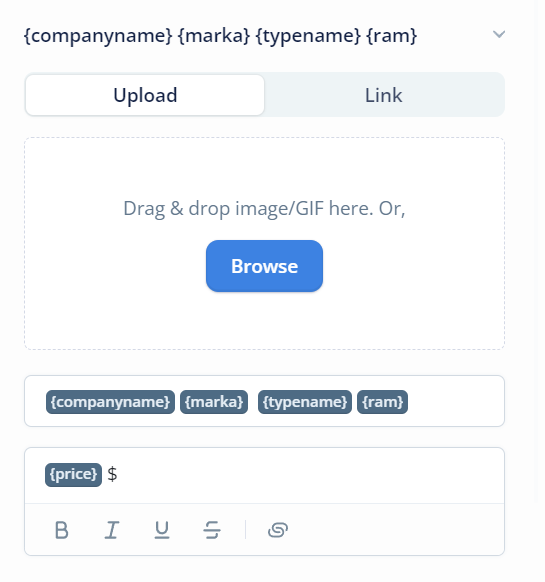 {companyname} {marka} {typename} {ram}
Upload Link
Drag & drop image/GIF here. Or,
Browse
{companyname} {marka} {typename} {ram}
{price} $
B I U S